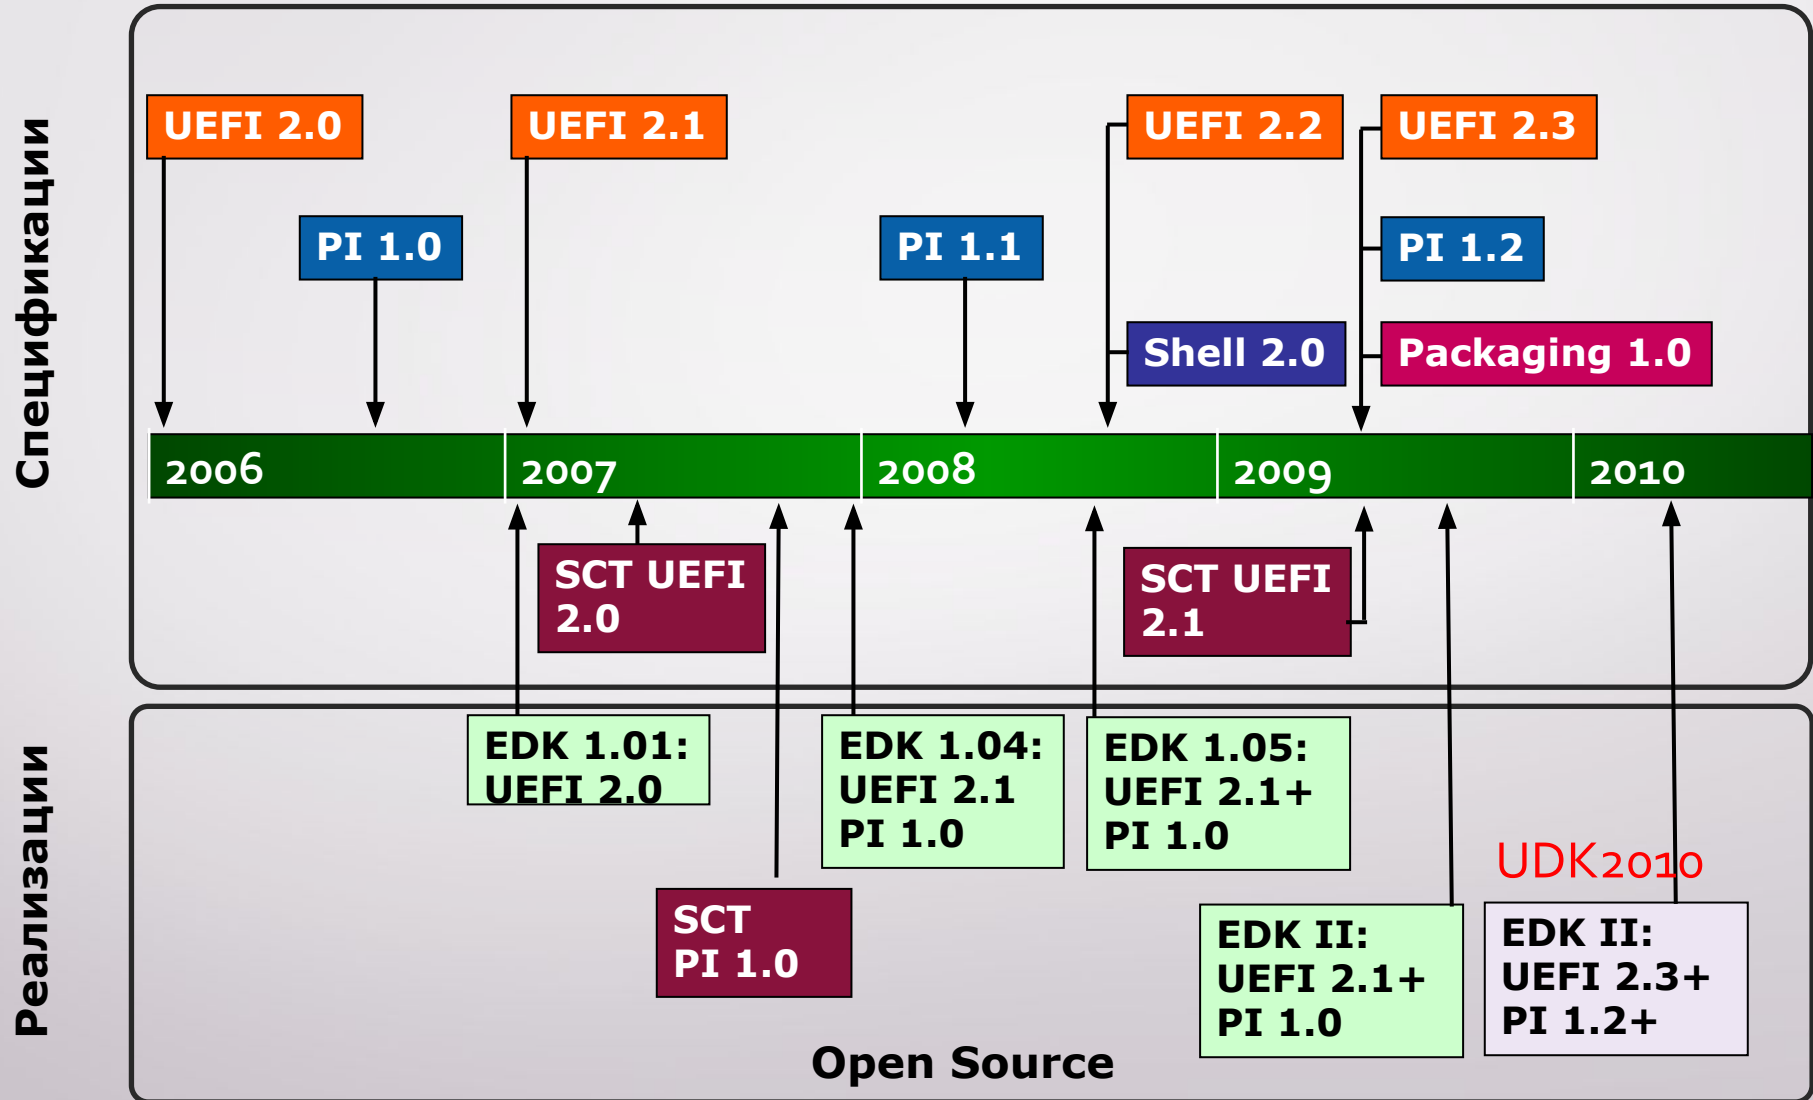 Спецификации
UEFI 2.0
UEFI 2.1
UEFI 2.2
UEFI 2.3
PI 1.0
PI 1.1
PI 1.2
Shell 2.0
Packaging 1.0
2006
2007
2008
2009
2010
SCT UEFI
2.0
SCT UEFI
2.1
Реализации
EDK 1.01:
UEFI 2.0
EDK 1.04:
UEFI 2.1
PI 1.0
EDK 1.05:
UEFI 2.1+
PI 1.0
UDK2010
SCT
PI 1.0
EDK II:
UEFI 2.1+
PI 1.0
EDK II:
UEFI 2.3+
PI 1.2+
Open Source